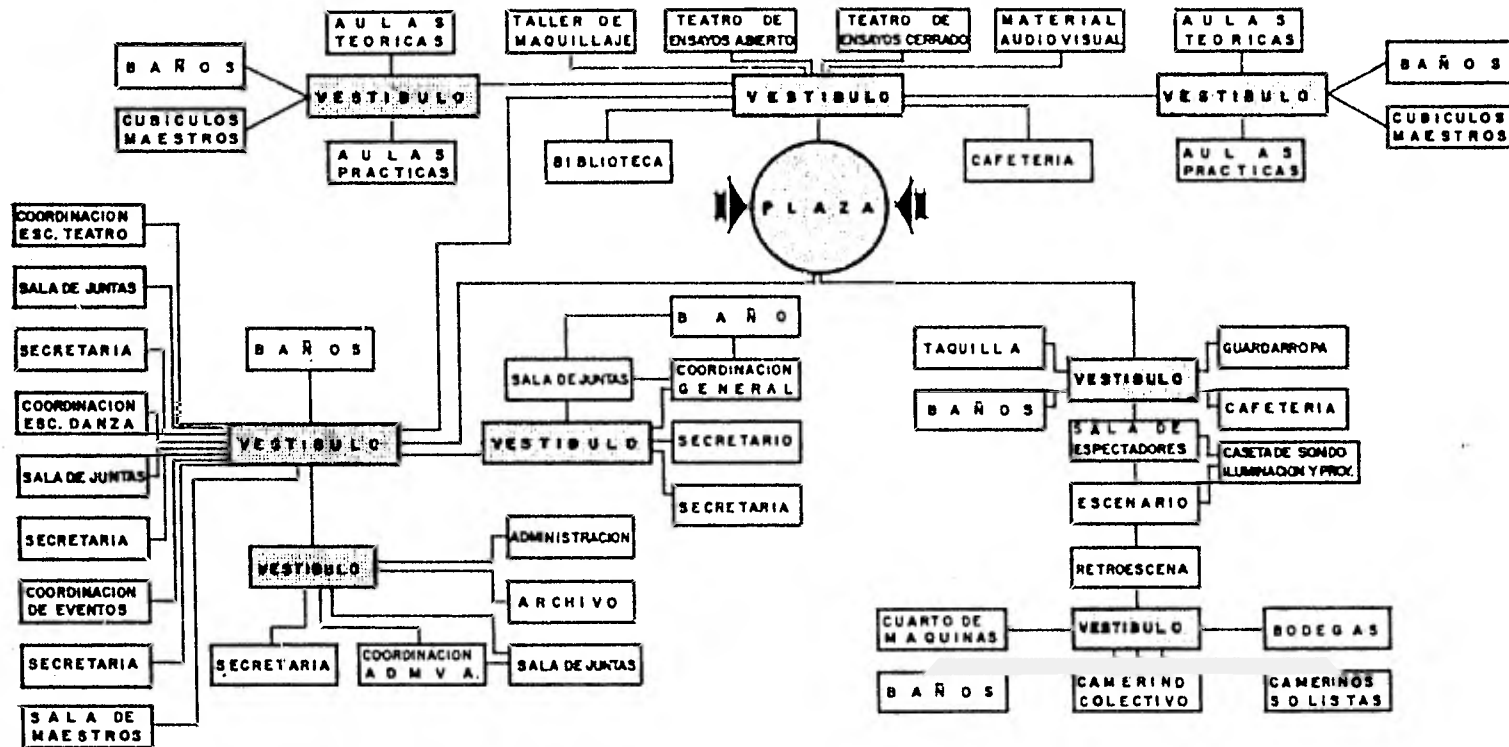 AULAS
TEORICAS
TALLER DE
MAQUILLAJE
TEATRO DE
ENSAYOS ABIERTO
TEATRO DE
ENSAYOS CERRADO
MATERIAL
AUDIOVISUAL
AULAS
TEORICAS
BAÑOS
BAÑOS
VESTIBULO
VESTIBULO
VESTIBULO
CUBICULOS
MAESTROS
CUBICULOS
MAESTROS
AULAS
PRACTICAS
BIBLIOTECA
CAFETERIA
AULAS
PRACTICAS
PLAZA
COORDINACION
ESC. TEATRO
SALA DE JUNTAS
SECRETARIA
COORDINACION
ESC. DANZA
SALA DE JUNTAS
SECRETARIA
COORDINACION
DE EVENTOS
SECRETARIA
SALA DE
MAESTROS
BAÑOS
VESTIBULO
BAÑO
SALA DE JUNTAS
COORDINACION
GENERAL
VESTIBULO
SECRETARIO
SECRETARIA
VESTIBULO
ADMINISTRACION
ARCHIVO
SECRETARIA
COORDINACION
ADMVA.
SALA DE JUNTAS
TAQUILLA
GUARDARROPA
VESTIBULO
BAÑOS
CAFETERIA
SALA DE
ESPECTADORES
CASETA DE SONIDO
ILUMINACION Y PROY.
ESCENARIO
RETROESCENA
CUARTO DE
MAQUINAS
VESTIBULO
BODEGAS
BAÑOS
CAMERINO
COLECTIVO
CAMERINOS
SOLISTAS